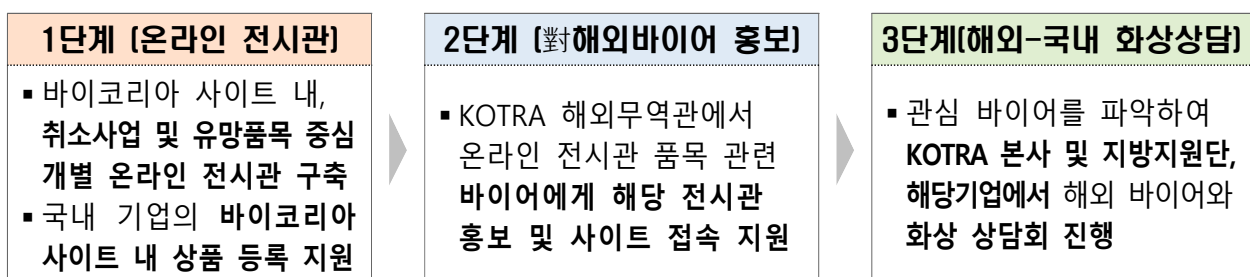 1단계 (온라인 전시관)
▪ 바이코리아 사이트 내,
취소사업 및 유망품목 중심
개별 온라인 전시관 구축
▪ 국내 기업의 바이코리아
사이트 내 상품 등록 지원
2단계 (對해외바이어 홍보)
▪ KOTRA 해외무역관에서
온라인 전시관 품목 관련
바이어에게 해당 전시관
홍보 및 사이트 접속 지원
3단계(해외-국내 화상상담)
▪ 관심 바이어를 파악하여
KOTRA 본사 및 지방지원단,
해당기업에서 해외 바이어와
화상 상담회 진행